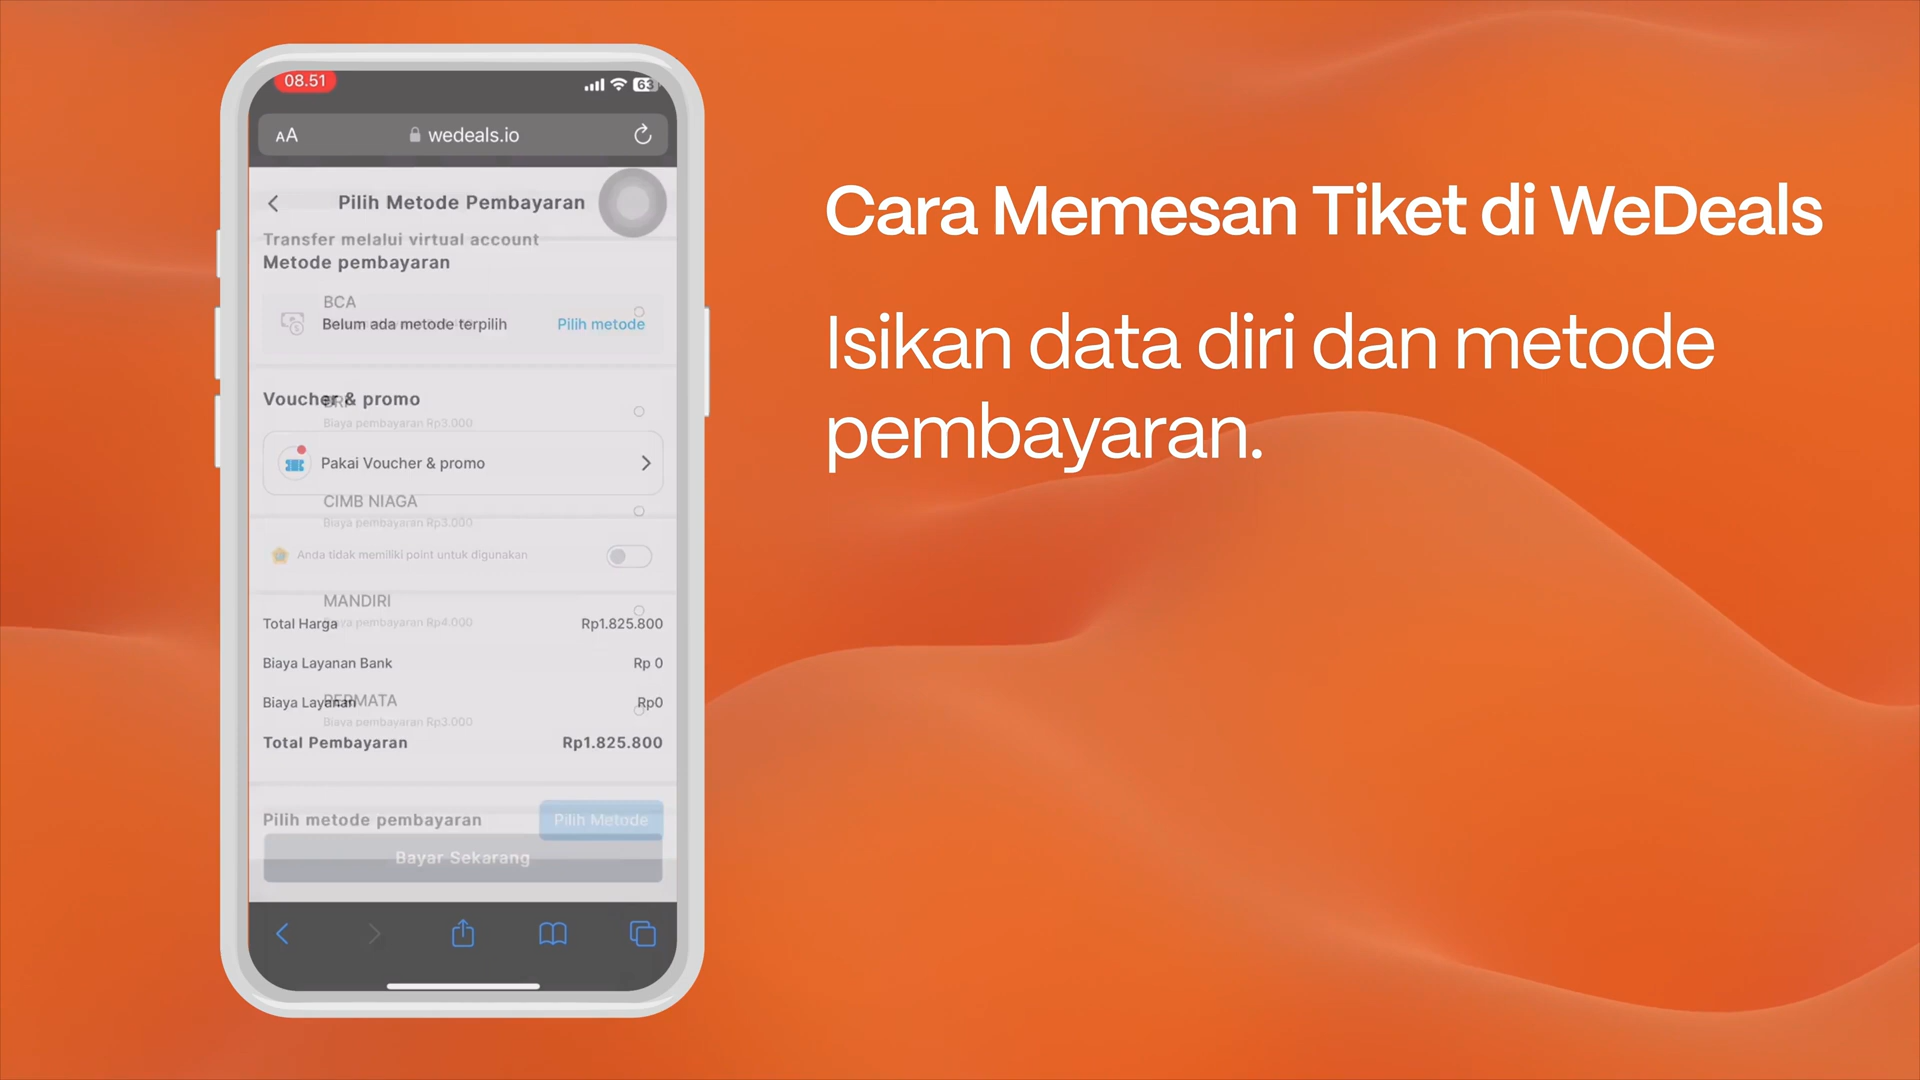 08.51
63
AA
wedeals.io
Pilih Metode Pembayaran
Transfer melalui virtual account
Metode pembayaran
BCA
Belum ada metode terpilih
Pilih metode
Voucher & promo
Biaya pembayaran Rp3.000
Pakai Voucher & promo
CIMB NIAGA
Biaya pembayaran Rp3.000
Anda tidak memiliki point untuk digunakan
MANDIRI
Total Harga
Biaya pembayaran Rp4.000
Rp1.825.800
Biaya Layanan Bank
Rp 0
PERMATA
Biaya Layanan
Rp0
Biaya pembayaran Rp3.000
Total Pembayaran
Rp1.825.800
Pilih metode pembayaran
Pilih Metode
Bayar Sekarang
Cara Memesan Tiket di WeDeals
Isikan data diri dan metode
pembayaran.